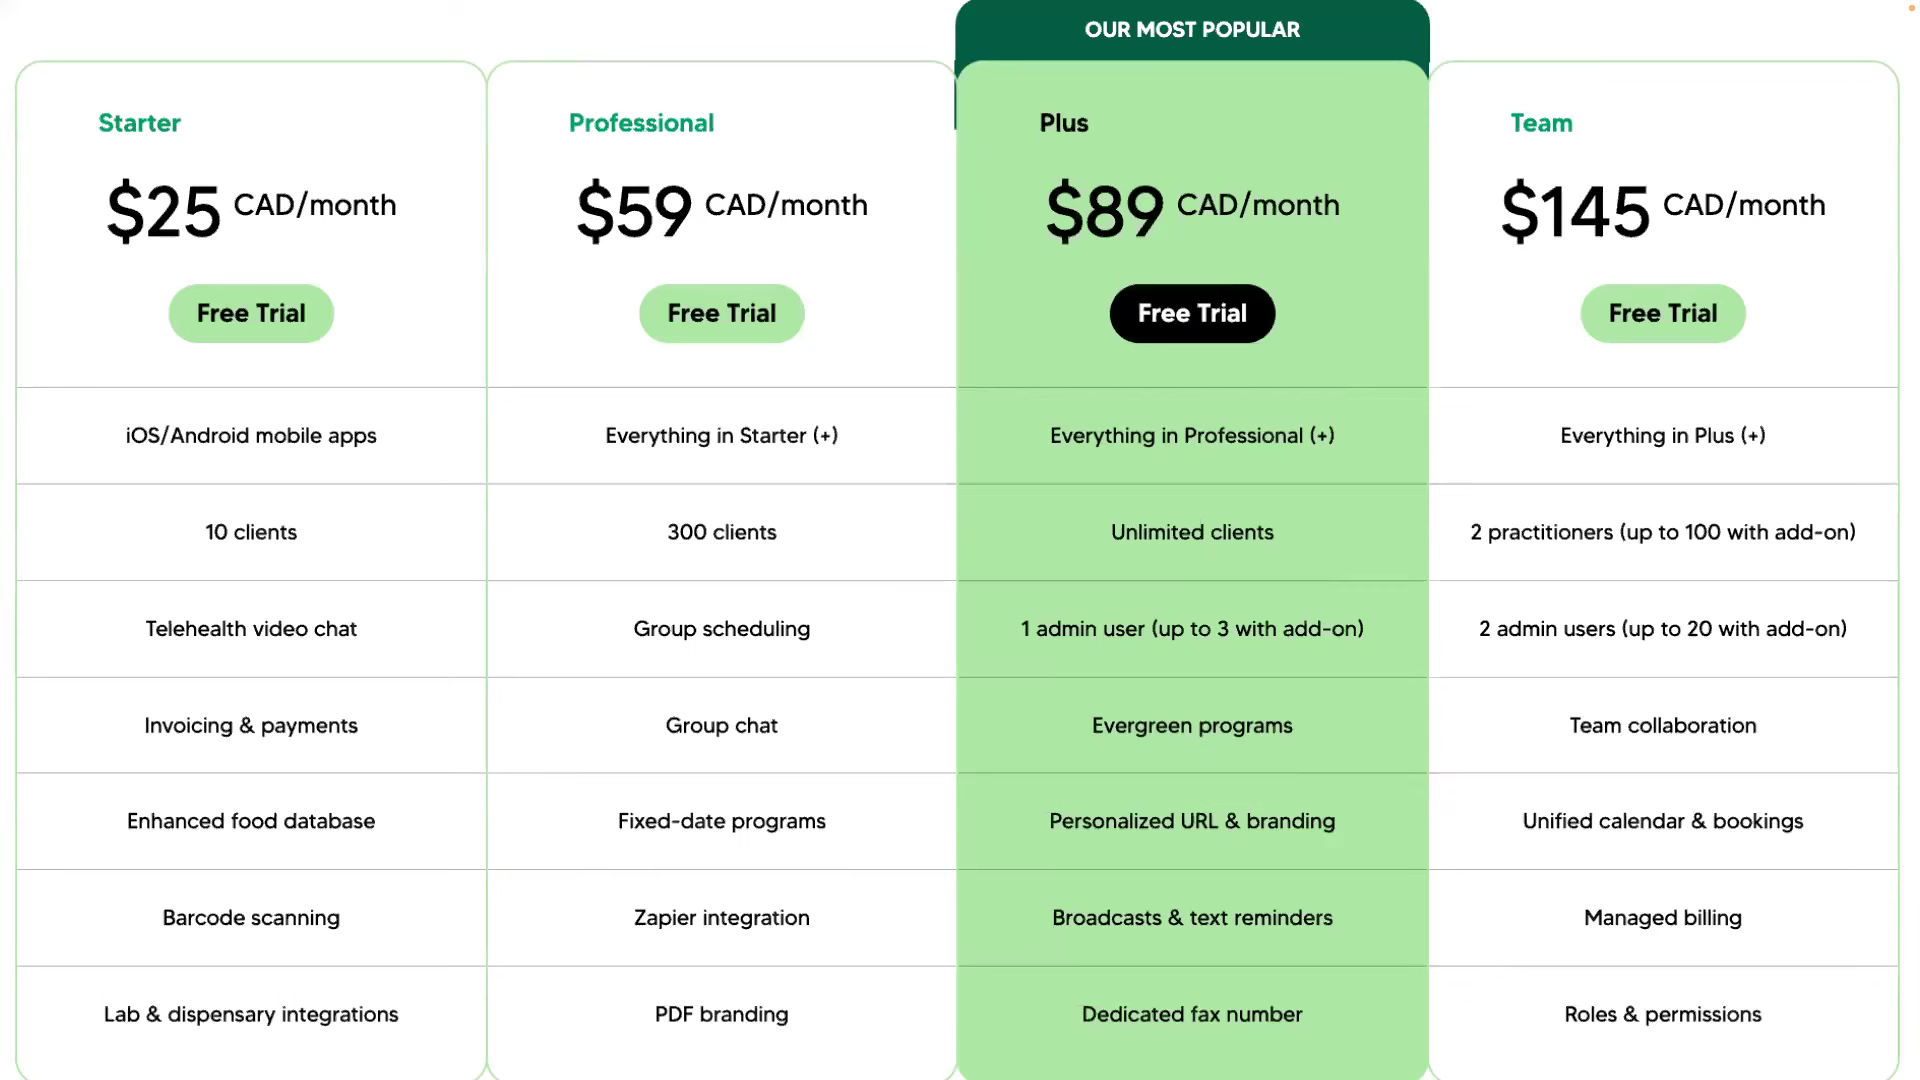 OUR MOST POPULAR
Starter
$25 CAD/month
Free Trial
iOS/Android mobile apps
10 clients
Telehealth video chat
Invoicing & payments
Enhanced food database
Barcode scanning
Lab & dispensary integrations
Professional
$59 CAD/month
Free Trial
Everything in Starter (+)
300 clients
Group scheduling
Group chat
Fixed-date programs
Zapier integration
PDF branding
Plus
$89 CAD/month
Free Trial
Everything in Professional (+)
Unlimited clients
1 admin user (up to 3 with add-on)
Evergreen programs
Personalized URL & branding
Broadcasts & text reminders
Dedicated fax number
Team
$145 CAD/month
Free Trial
Everything in Plus (+)
2 practitioners (up to 100 with add-on)
2 admin users (up to 20 with add-on)
Team collaboration
Unified calendar & bookings
Managed billing
Roles & permissions